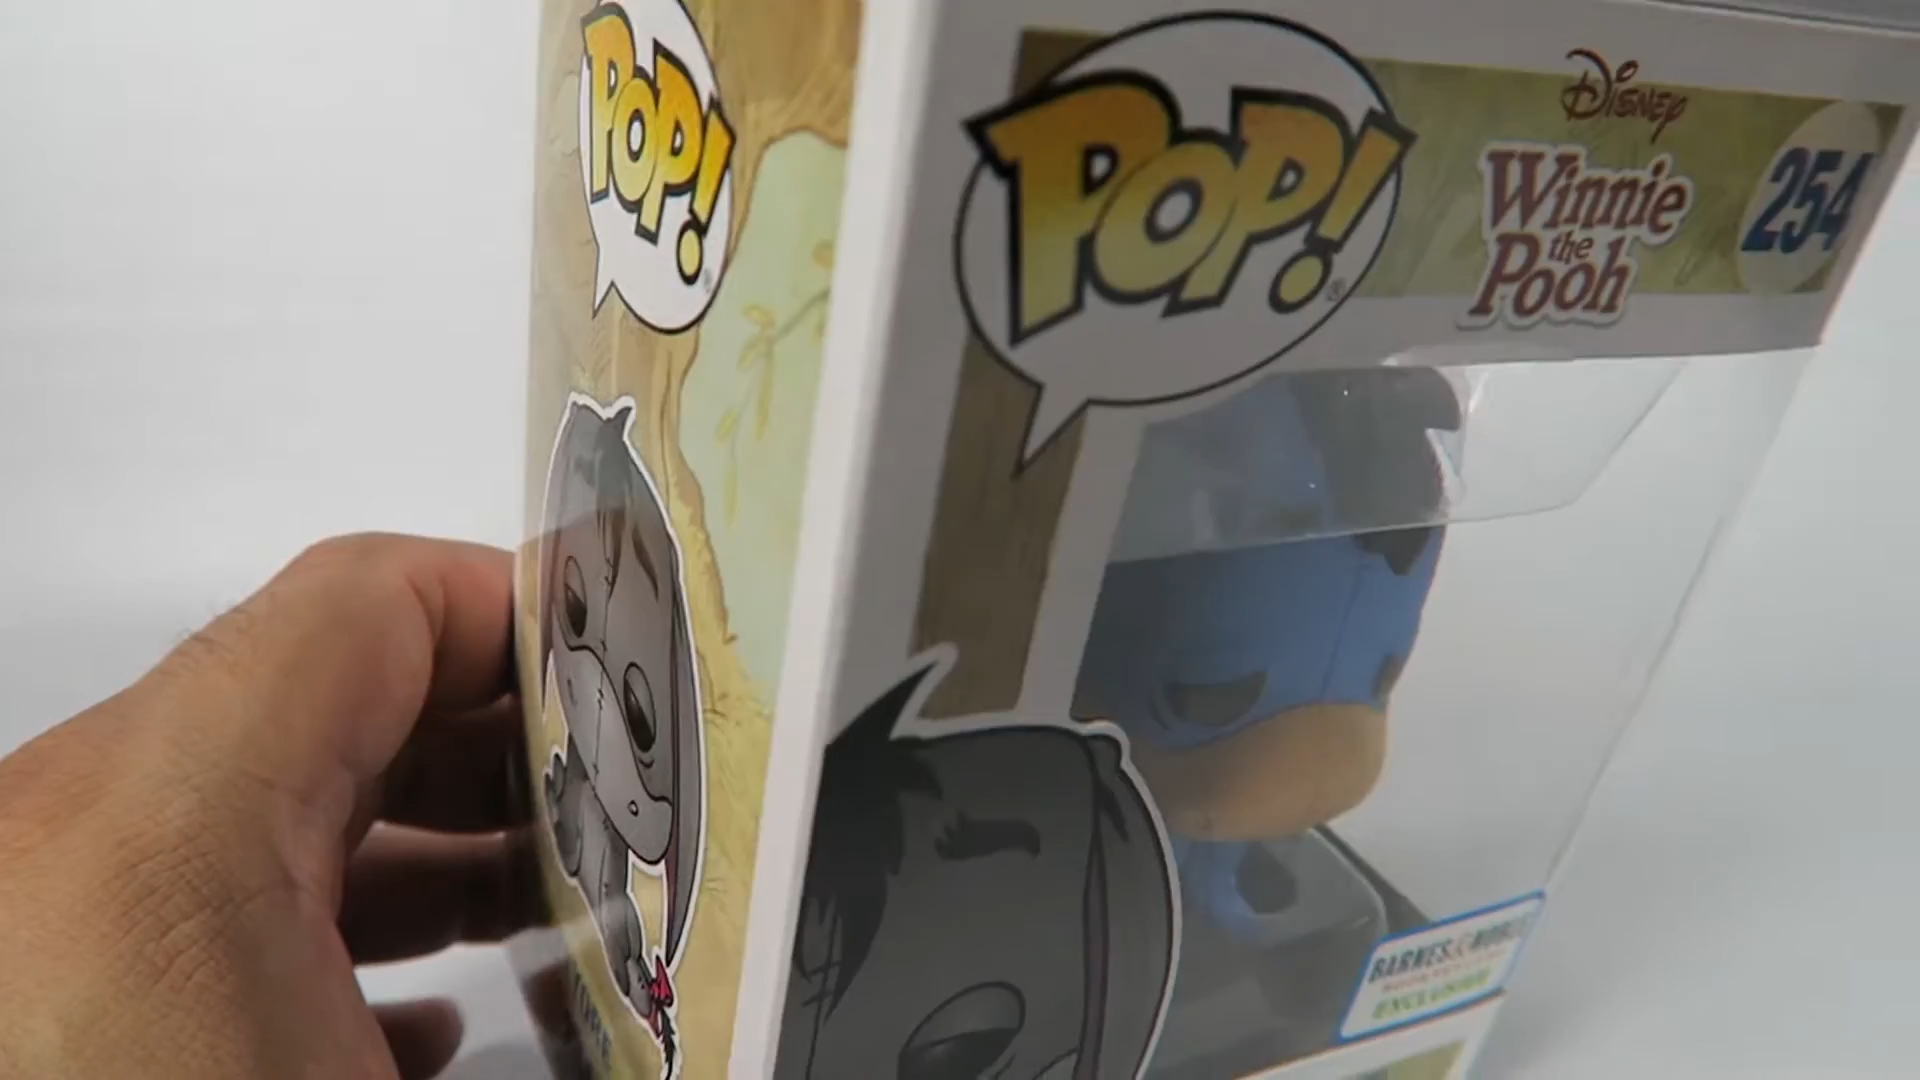 POP!
POP!
®
DISNEY
Winnie
the
Pooh
254
BARNES & NOBLE
EXCLUSIVE